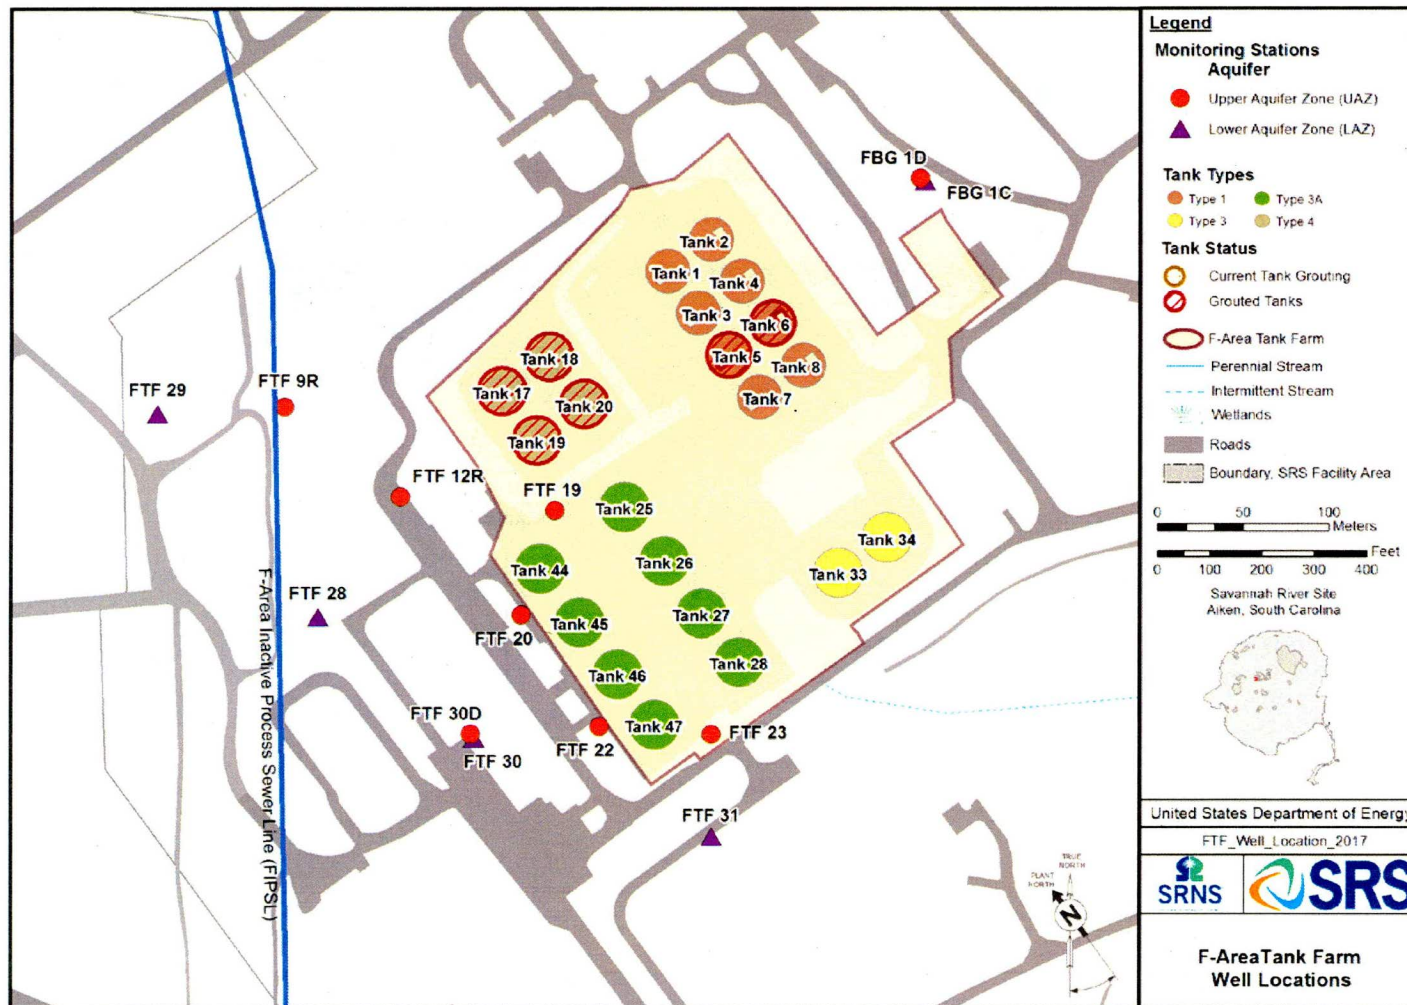 FBG 1D
FBG 1C
Tank 2
Tank 1
Tank 4
Tank 3
Tank 6
Tank 5
Tank 8
Tank 7
Tank 18
Tank 17
Tank 20
Tank 19
FTF 29
FTF 9R
FTF 12R
FTF 19
Tank 25
Tank 34
Tank 26
Tank 44
Tank 33
FTF 28
Tank 27
Tank 45
FTF 20
Tank 28
Tank 46
FTF 30D
Tank 47
FTF 23
FTF 22
FTF 30
FTF 31
F-Area Inactive Process Sewer Line (FIPSL)
TRUE
NORTH
PLANT
NORTH
N
Legend
Monitoring Stations
Aquifer
Upper Aquifer Zone (UAZ)
Lower Aquifer Zone (LAZ)
Tank Types
Type 1 Type 3A
Type 3 Type 4
Tank Status
Current Tank Grouting
Grouted Tanks
F-Area Tank Farm
Perennial Stream
Intermittent Stream
Wetlands
Roads
Boundary, SRS Facility Area
0 50 100
Meters
Feet
0 100 200 300 400
Savannah River Site
Aiken, South Carolina
United States Department of Energy
FTF_Well_Location_2017
SRNS
SRS
F-AreaTank Farm
Well Locations